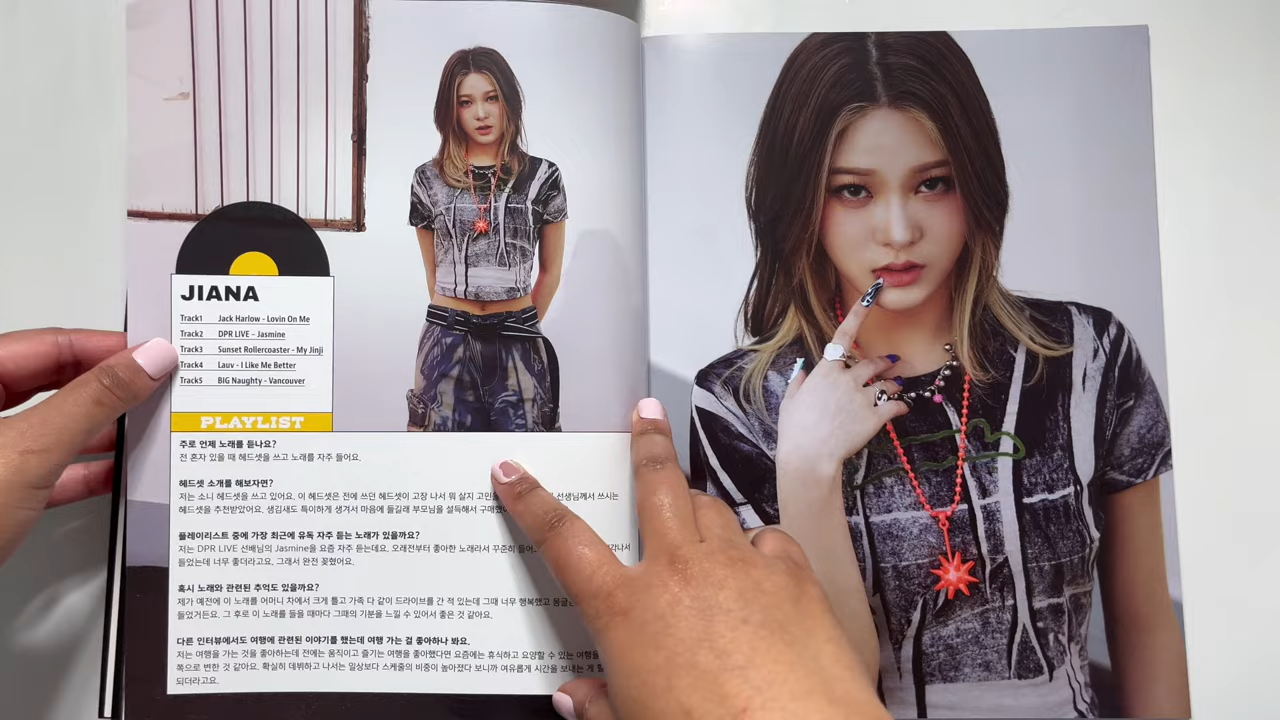 JIANA
Track1 Jack Harlow - Lovin On Me
Track2 DPR LIVE - Jasmine
Track3 Sunset Rollercoaster - My Jinji
Track4 Lauv - I Like Me Better
Track5 BIG Naughty - Vancouver
PLAYLIST
주로 언제 노래를 듣나요?
전 혼자 있을 때 헤드셋을 쓰고 노래를 자주 들어요.
헤드셋 소개를 해보자면?
저는 소니 헤드셋을 쓰고 있어요. 이 헤드셋은 전에 쓰던 헤드셋이 고장 나서 뭐 살지 선생님께서 쓰시는
헤드셋을 추천받았어요. 생김새도 특이하게 생겨서 마음에 들길래 부모님을 설득해서
플레이리스트 중에 가장 최근에 유독 자주 듣는 노래가 있을까요?
저는 DPR LIVE 선배님의 Jasmine을 요즘 자주 듣는데요. 오래전부터 좋아한 노래라서 꾸준히
들었는데 너무 좋더라고요. 그래서 완전 꽂혔어요.
혹시 노래와 관련된 추억도 있을까요?
제가 예전에 이 노래를 어머니 차에서 크게 틀고 가족 다 같이 드라이브를 간 적 있는데 그때 너무 행복했고
들었거든요. 그 후로 이 노래를 들을 때마다 그때의 기분을 느낄 수 있어서 좋은 것 같아요.
다른 인터뷰에서도 여행에 관련된 이야기를 했는데 여행 가는 걸 좋아하나 봐요.
저는 여행을 가는 것을 좋아하는데 전에는 움직이고 즐기는 여행을 좋아했다면 요즘에는 휴식하고 요양할 수 있는
쪽으로 변한 것 같아요. 확실히 데뷔하고 나서는 일상보다 스케줄의 비중이 높아졌다 보니까 여유롭게 시간을 보내는 게
되더라고요.